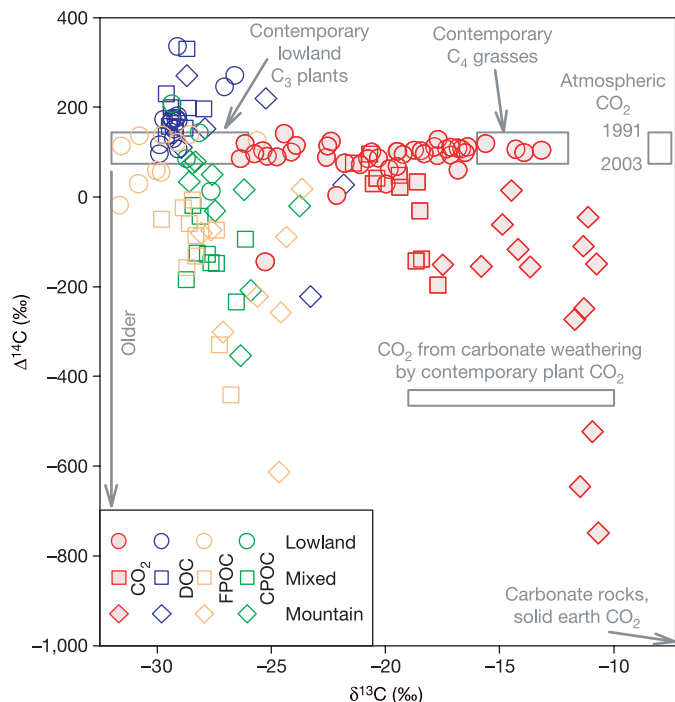 400
200
0
–200
–400
–600
–800
–1,000
Δ14C (‰)
–30
–25
–20
–15
–10
δ13C (‰)
Contemporary
lowland
C3 plants
Contemporary
C4 grasses
Atmospheric
CO2
1991
2003
Older
CO2 from carbonate weathering
by contemporary plant CO2
Carbonate rocks,
solid earth CO2
CO2
DOC
FPOC
CPOC
Lowland
Mixed
Mountain